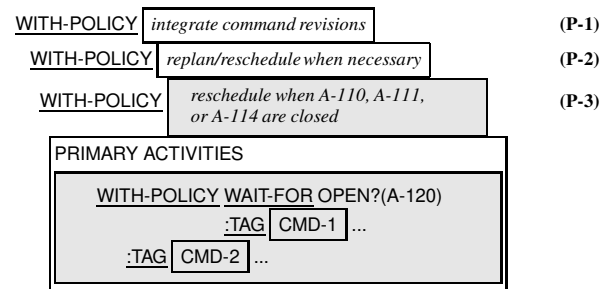 WITH-POLICY integrate command revisions (P-1)
WITH-POLICY replan/reschedule when necessary (P-2)
WITH-POLICY reschedule when A-110, A-111, (P-3)
or A-114 are closed
PRIMARY ACTIVITIES
WITH-POLICY WAIT-FOR OPEN?(A-120)
:TAG CMD-1 ...
:TAG CMD-2 ...